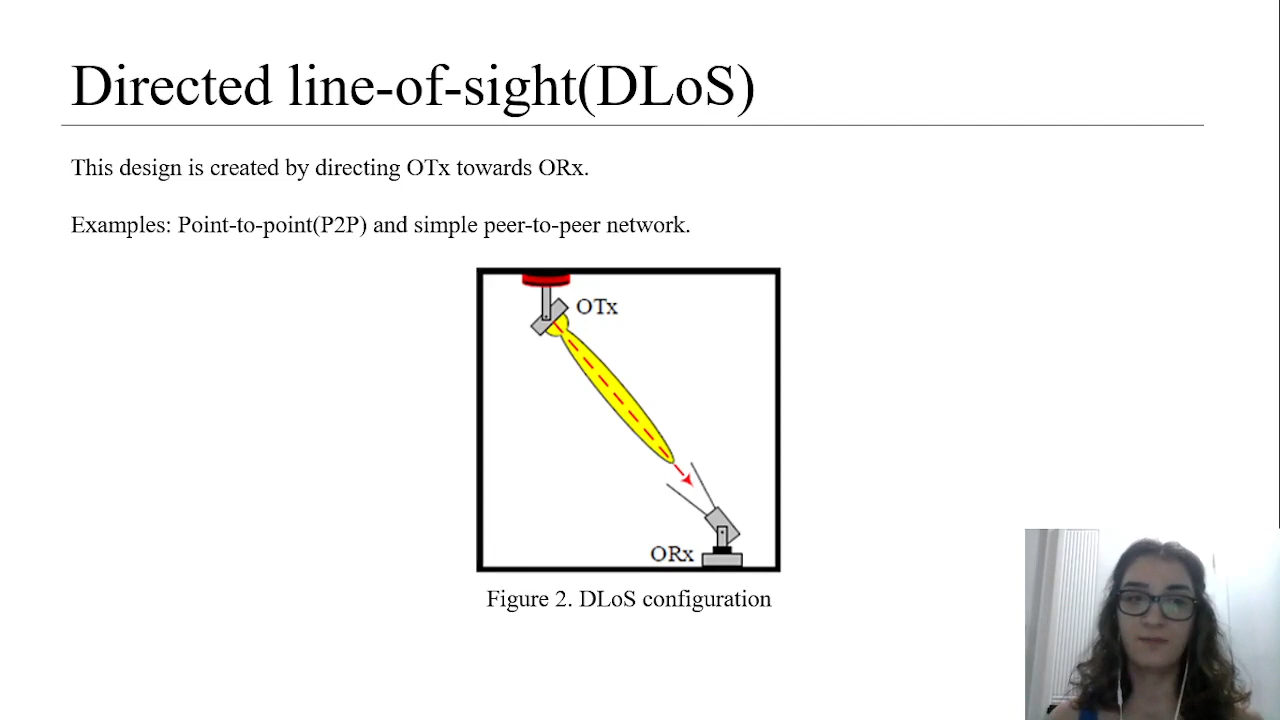 Directed line-of-sight(DLoS)
This design is created by directing OTx towards ORx.
Examples: Point-to-point(P2P) and simple peer-to-peer network.
OTx
ORx
Figure 2. DLoS configuration